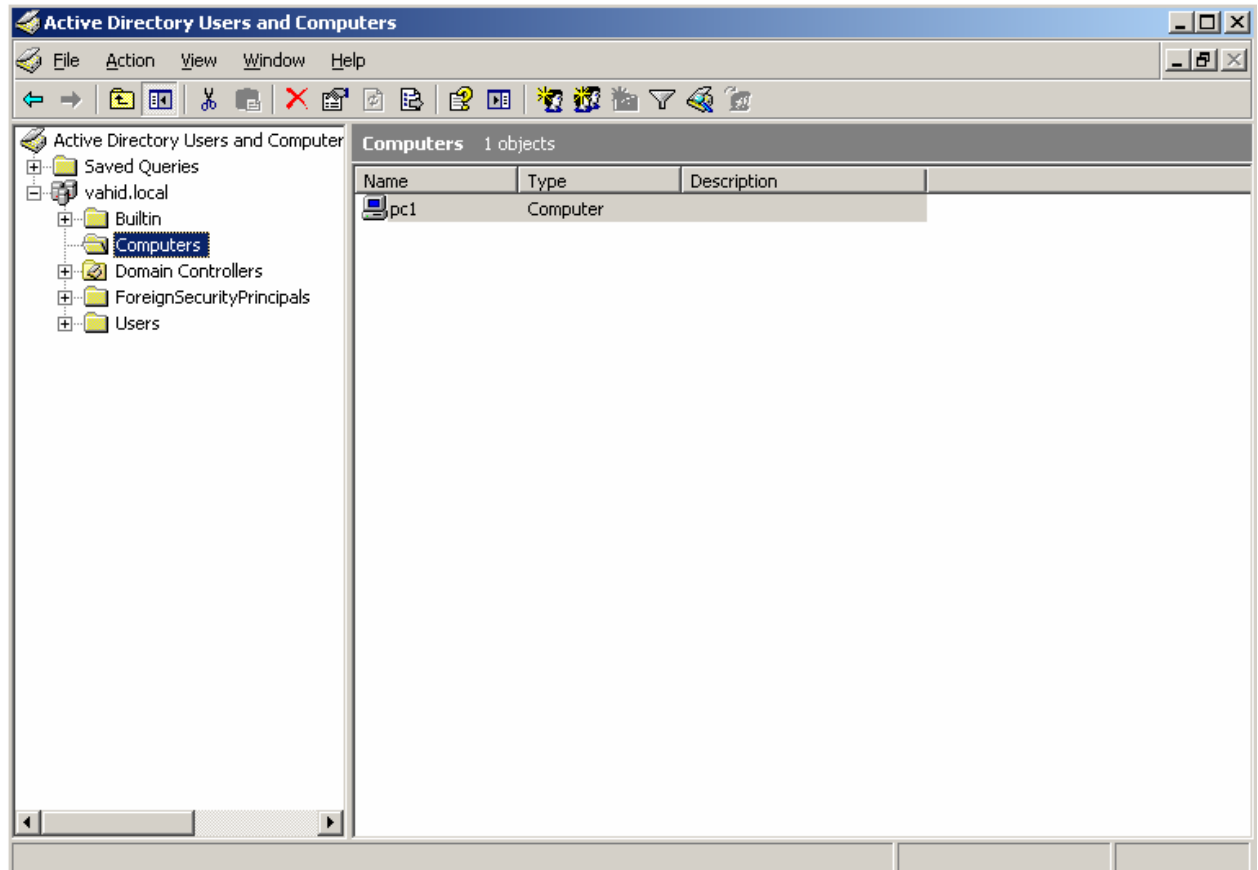 Active Directory Users and Computers
File Action View Window Help
Active Directory Users and Computer
Saved Queries
vahid.local
Builtin
Computers
Domain Controllers
ForeignSecurityPrincipals
Users
Computers 1 objects
Name Type Description
pc1 Computer